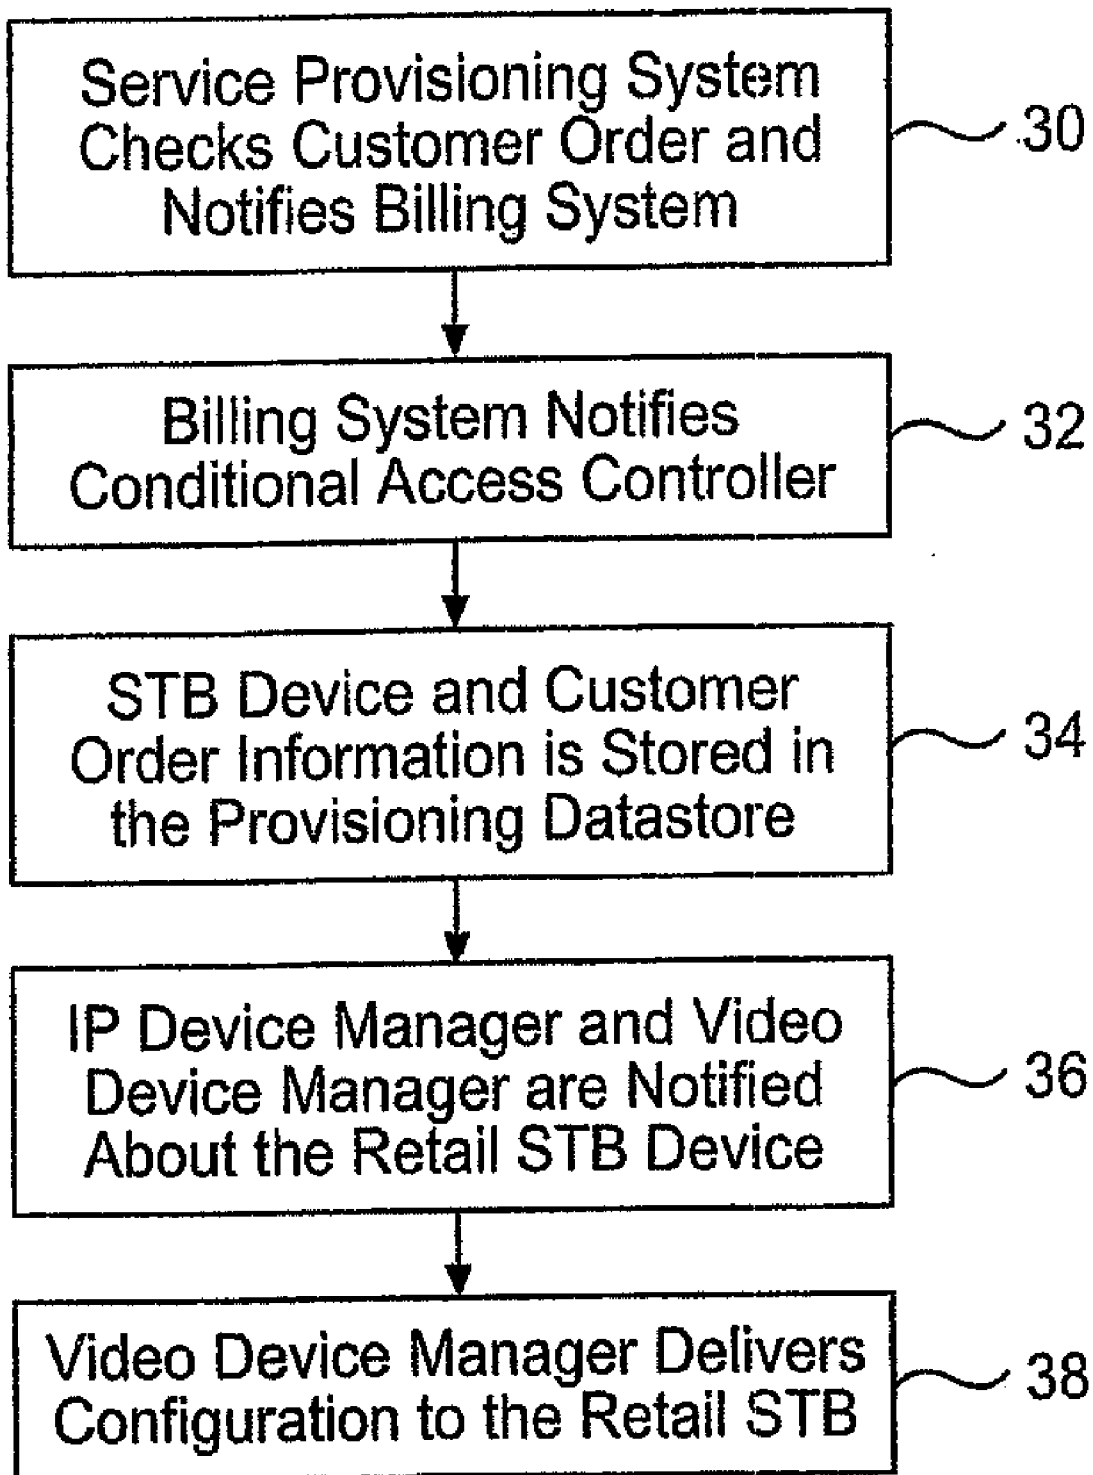 Service Provisioning System
Checks Customer Order and
Notifies Billing System
30
Billing System Notifies
Conditional Access Controller
32
STB Device and Customer
Order Information is Stored in
the Provisioning Datastore
34
IP Device Manager and Video
Device Manager are Notified
About the Retail STB Device
36
Video Device Manager Delivers
Configuration to the Retail STB
38